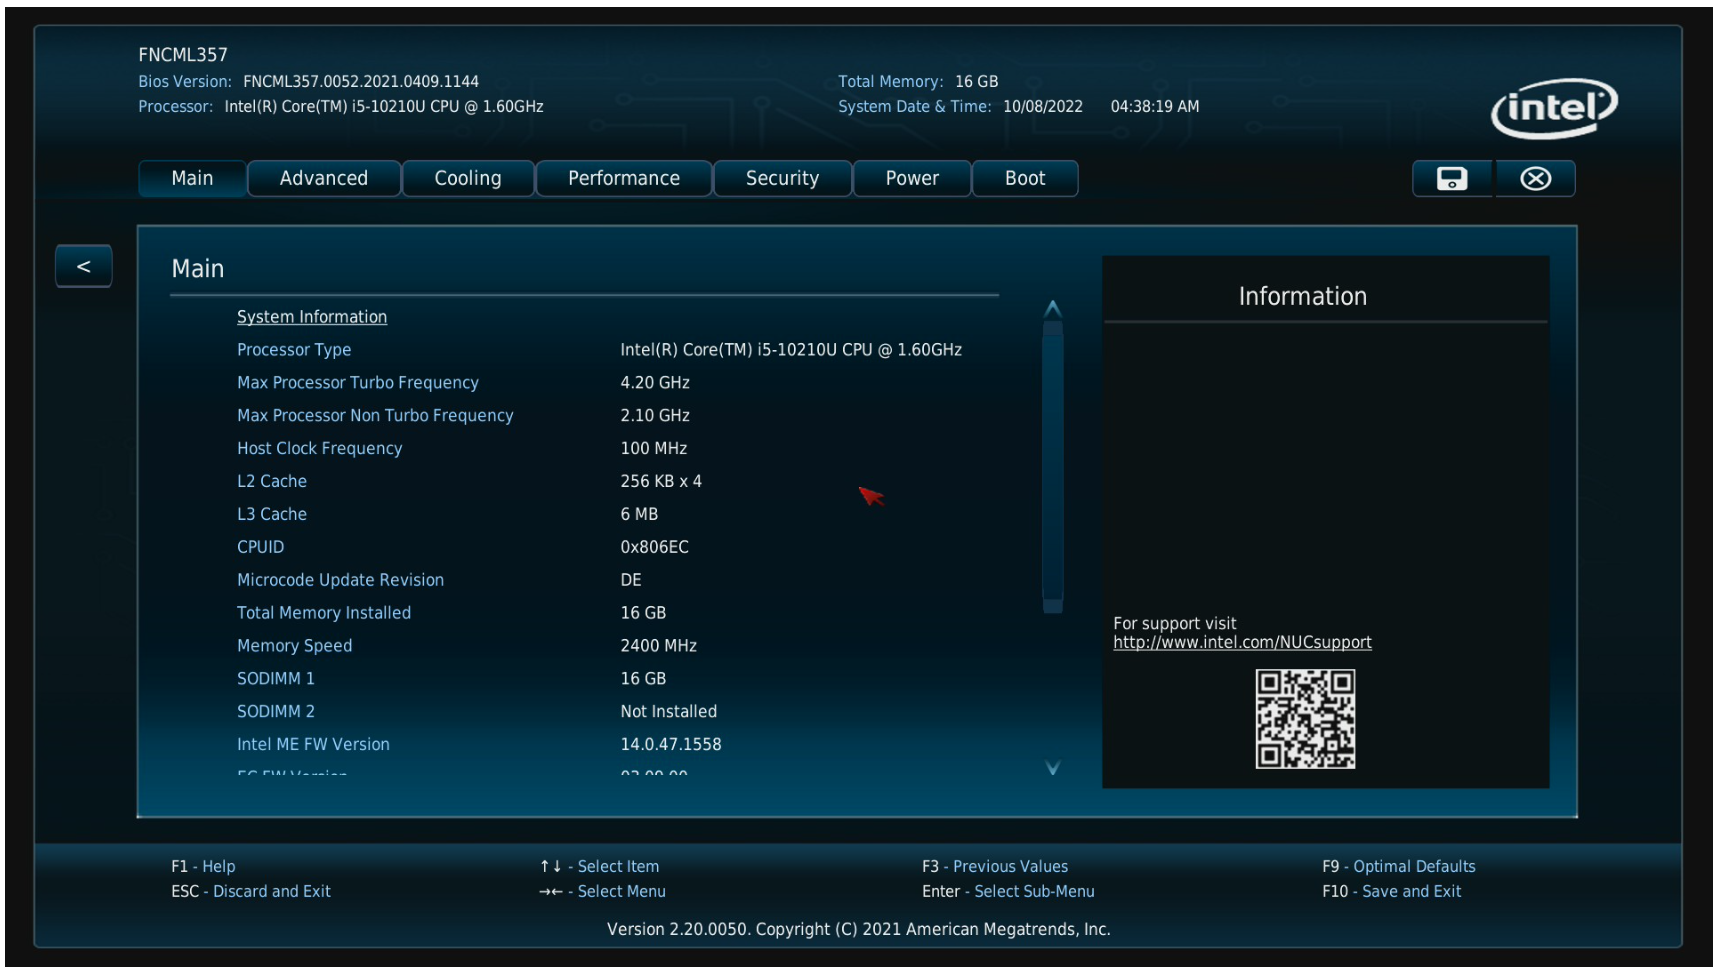 FNCML357
Bios Version: FNCML357.0052.2021.0409.1144
Processor: Intel(R) Core(TM) i5-10210U CPU @ 1.60GHz
Total Memory: 16 GB
System Date & Time: 10/08/2022 04:38:19 AM
intel
Main Advanced Cooling Performance Security Power Boot
<
Main
System Information
Processor Type Intel(R) Core(TM) i5-10210U CPU @ 1.60GHz
Max Processor Turbo Frequency 4.20 GHz
Max Processor Non Turbo Frequency 2.10 GHz
Host Clock Frequency 100 MHz
L2 Cache 256 KB x 4
L3 Cache 6 MB
CPUID 0x806EC
Microcode Update Revision DE
Total Memory Installed 16 GB
Memory Speed 2400 MHz
SODIMM 1 16 GB
SODIMM 2 Not Installed
Intel ME FW Version 14.0.47.1558
Information
For support visit
http://www.intel.com/NUCsupport
F1 - Help ↑↓ - Select Item F3 - Previous Values F9 - Optimal Defaults
ESC - Discard and Exit →← - Select Menu Enter - Select Sub-Menu F10 - Save and Exit
Version 2.20.0050. Copyright (C) 2021 American Megatrends, Inc.